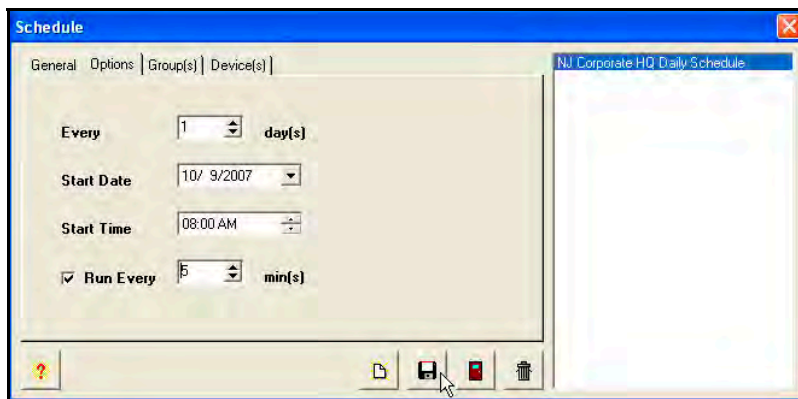 Schedule
General Options Group(s) Device(s)
NJ Corporate HQ Daily Schedule
Every 1 day(s)
Start Date 10/ 9/2007
Start Time 08:00 AM
Run Every 5 min(s)
?